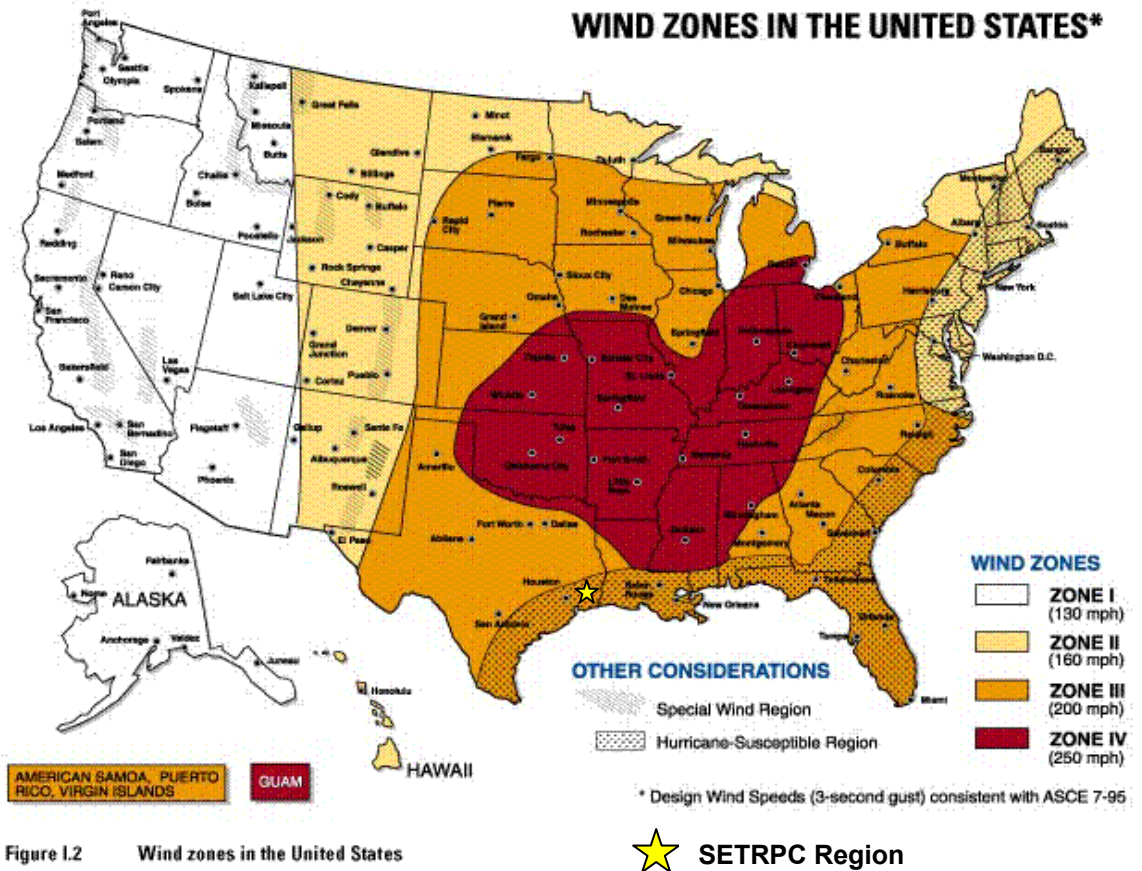 WIND ZONES IN THE UNITED STATES*
Port
Angeles
Seattle
Olympia
Spokane
Kalispell
Great Falls
Minot
Portland
Missoula
Bismarck
Salem
Butte
Glendive
Fargo
Duluth
Bangor
Medford
Challis
Billings
Montpelier
Boise
Cody
Buffalo
Pierre
Minneapolis
Green Bay
Albany
Boston
Redding
Pocatello
Jackson
Rapid
City
Rochester
Milwaukee
Buffalo
Casper
Rock Springs
Cheyenne
Sioux City
Detroit
Sacramento
Reno
Carson City
Salt Lake City
Omaha
Des
Moines
Chicago
Cleveland
Harrisburg
New York
San
Francisco
Denver
Grand
Island
Springfield
Grand
Junction
Topeka
Kansas City
Washington D.C.
Las
Vegas
Cortez
Pueblo
St. Louis
Charleston
Bakersfield
Wichita
Springfield
Lexington
Roanoke
Los Angeles
San
Bernadino
Flagstaff
Gallup
Santa Fe
Tulsa
Nashville
Raleigh
San
Diego
Albuquerque
Amarillo
Oklahoma City
Fort Smith
Memphis
Phoenix
Roswell
Little
Rock
Columbia
Atlanta
Macon
Birmingham
El Paso
Abilene
Fort Worth
Dallas
Jackson
Montgomery
Savannah
Houston
Baton
Rouge
New Orleans
Tallahassee
San Antonio
Orlando
Tampa
Miami
Fairbanks
Nome
ALASKA
Anchorage
Valdez
Juneau
Honolulu
HAWAII
WIND ZONES
ZONE I
(130 mph)
ZONE II
(160 mph)
ZONE III
(200 mph)
ZONE IV
(250 mph)
OTHER CONSIDERATIONS
Special Wind Region
Hurricane-Susceptible Region
AMERICAN SAMOA, PUERTO
RICO, VIRGIN ISLANDS
GUAM
* Design Wind Speeds (3-second gust) consistent with ASCE 7-95
Figure I.2 Wind zones in the United States
SETRPC Region